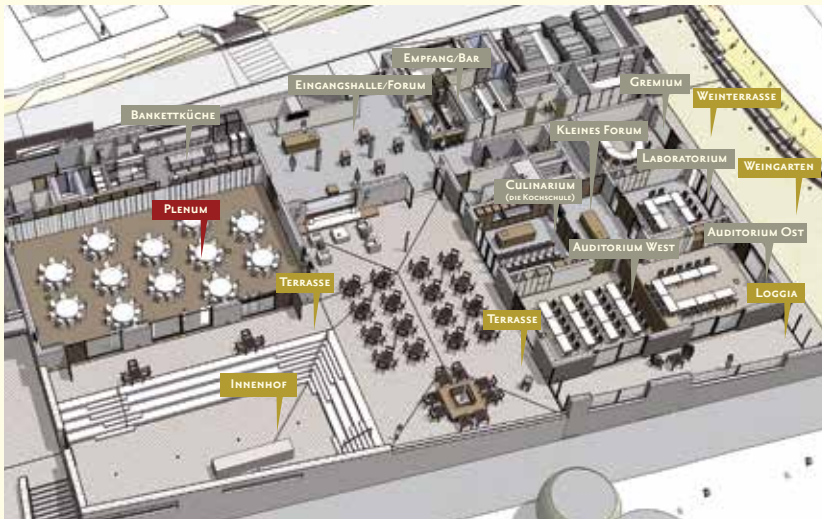 Empfang/Bar
Eingangshalle/Forum
Gremium
Weinterrasse
Bankettküche
Kleines Forum
Laboratorium
Weingarten
Culinarium
(die Kochschule)
Plenum
Auditorium Ost
Auditorium West
Terrasse
Loggia
Terrasse
Innenhof